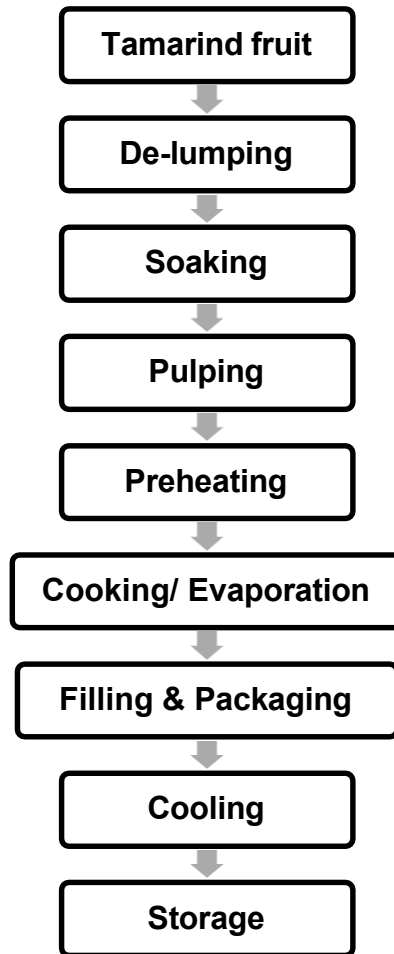 Tamarind fruit
De-lumping
Soaking
Pulping
Preheating
Cooking/ Evaporation
Filling & Packaging
Cooling
Storage